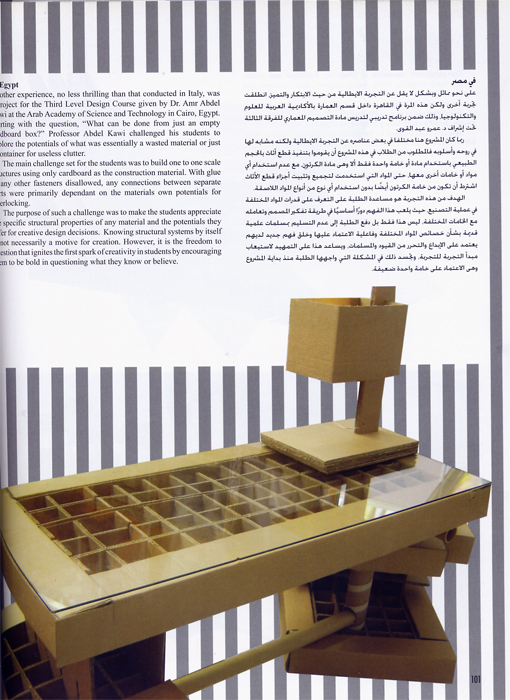 Egypt
other experience, no less thrilling than that conducted in Italy, was
roject for the Third Level Design Course given by Dr. Amr Abdel
wi at the Arab Academy of Science and Technology in Cairo, Egypt.
rting with the question, “What can be done from just an empty
dboard box?” Professor Abdel Kawi challenged his students to
plore the potentials of what was essentially a wasted material or just
ontainer for useless clutter.
The main challenge set for the students was to build one to one scale
uctures using only cardboard as the construction material. With glue
any other fasteners disallowed, any connections between separate
ts were primarily dependant on the materials own potentials for
erlocking.
The purpose of such a challenge was to make the students appreciate
specific structural properties of any material and the potentials they
fer for creative design decisions. Knowing structural systems by itself
not necessarily a motive for creation. However, it is the freedom to
estion that ignites the first spark of creativity in students by encouraging
em to be bold in questioning what they know or believe.
في مصر
على نحو مماثل وبشكل لا يقل عن التجربة الايطالية من حيث الابتكار والتميز انطلقت
تجربة أخرى ولكن هذه المرة في القاهرة داخل قسم العمارة بالأكاديمية العربية للعلوم
والتكنولوجيا. وذلك ضمن برنامج تدريبي لتدريس مادة التصميم المعماري للفرقة الثالثة
تحت إشراف د. عمرو عبد القوى.
ربما كان المشروع هنا مختلفا في بعض عناصره عن التجربة الايطالية ولكنه مشابه لها
في روحه وأسلوبه فالمطلوب من الطلاب في هذه المشروع أن يقوموا بتنفيذ قطع أثاث بالحجم
الطبيعي باستخدام مادة أو خامة واحدة فقط ألا وهى مادة الكرتون. مع عدم استخدام أي
مواد أو خامات أخرى معها. حتى المواد التي استخدمت لتجميع وتثبيت أجزاء قطع الأثاث
اشترط أن تكون من خامة الكرتون أيضًا بدون استخدام أي نوع من أنواع المواد اللاصقة.
الهدف من هذه التجربة هو مساعدة الطلبة على التعرف على قدرات المواد المختلفة
في عملية التصنيع. حيث يلعب هذا الفهم دورًا أساسيًا في طريقة تفكير المصمم وتعامله
مع الخامات المختلفة. ليس هذا فقط بل دفع الطلبة إلى عدم التسليم بمسلمات علمية
قديمة بشأن خصائص المواد المختلفة وفاعلية الاعتماد عليها وخلق فهم جديد لديهم
يعتمد على الإبداع والتحرر من القيود والمسلمات. ويساعد هذا على التمهيد لاستيعاب
مبدأ التجربة للتجربة. وتجسد ذلك في المشكلة التي واجهها الطلبة منذ بداية المشروع
وهى الاعتماد على خامة واحدة ضعيفة.
101